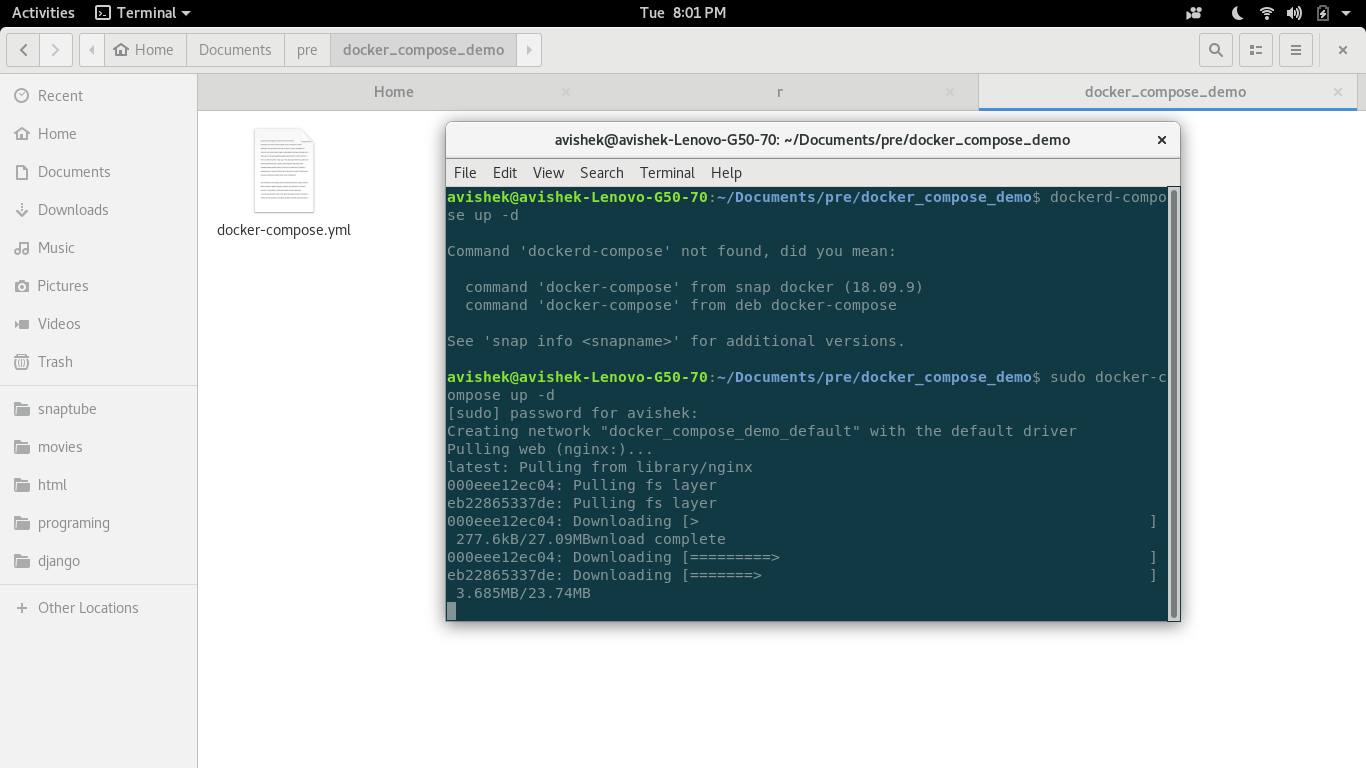 Activities Terminal Tue 8:01 PM
Home Documents pre docker_compose_demo
Home r docker_compose_demo
Recent
Home
Documents
Downloads
Music
Pictures
Videos
Trash
snaptube
movies
html
programing
django
Other Locations
docker-compose.yml
avishek@avishek-Lenovo-G50-70: ~/Documents/pre/docker_compose_demo
File Edit View Search Terminal Help
avishek@avishek-Lenovo-G50-70:~/Documents/pre/docker_compose_demo$ dockerd-compo
se up -d
Command 'dockerd-compose' not found, did you mean:
command 'docker-compose' from snap docker (18.09.9)
command 'docker-compose' from deb docker-compose
See 'snap info <snapname>' for additional versions.
avishek@avishek-Lenovo-G50-70:~/Documents/pre/docker_compose_demo$ sudo docker-c
ompose up -d
[sudo] password for avishek:
Creating network "docker_compose_demo_default" with the default driver
Pulling web (nginx:)...
latest: Pulling from library/nginx
000eee12ec04: Pulling fs layer
eb22865337de: Pulling fs layer
000eee12ec04: Downloading [>                                                  ]
277.6kB/27.09MBwnload complete
000eee12ec04: Downloading [=========>                                         ]
eb22865337de: Downloading [=======>                                           ]
3.685MB/23.74MB